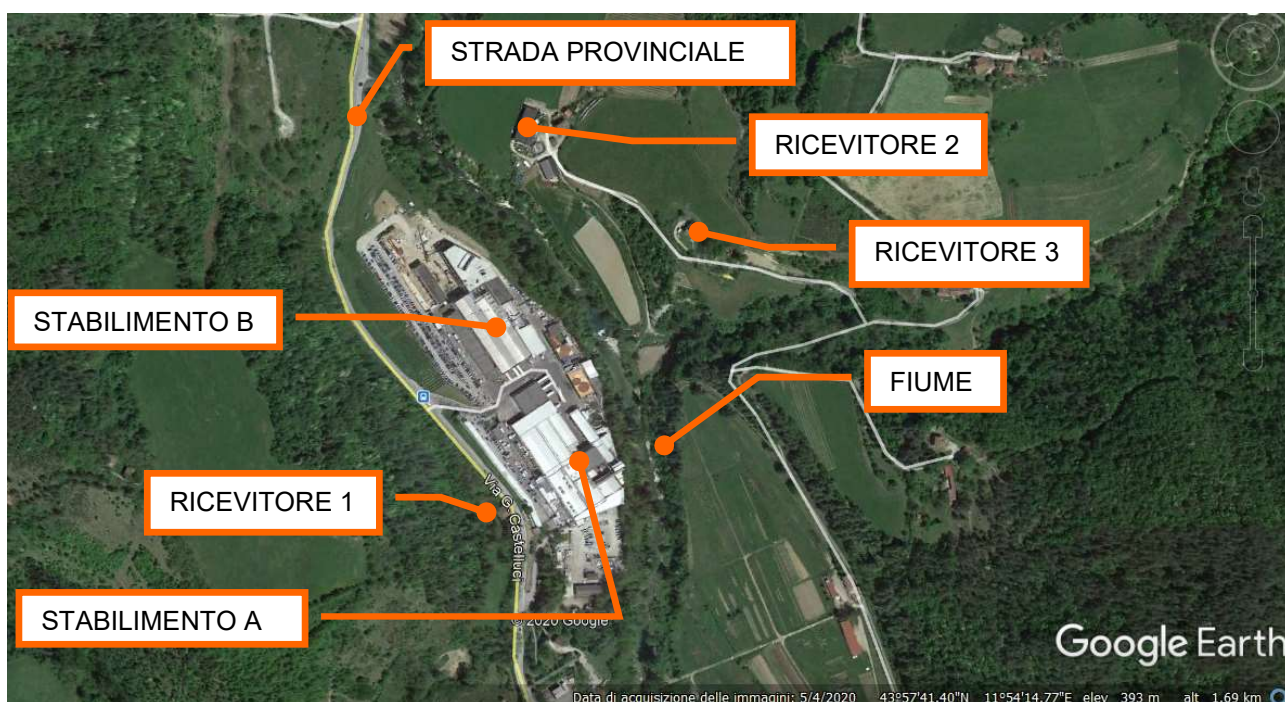 STRADA PROVINCIALE
RICEVITORE 2
RICEVITORE 3
STABILIMENTO B
FIUME
RICEVITORE 1
Via G. Castellucci
STABILIMENTO A
© 2020 Google
Google Earth
Data di acquisizione delle immagini: 5/4/2020 43°57'41.40"N 11°54'14.77"E elev 393 m alt 1.69 km